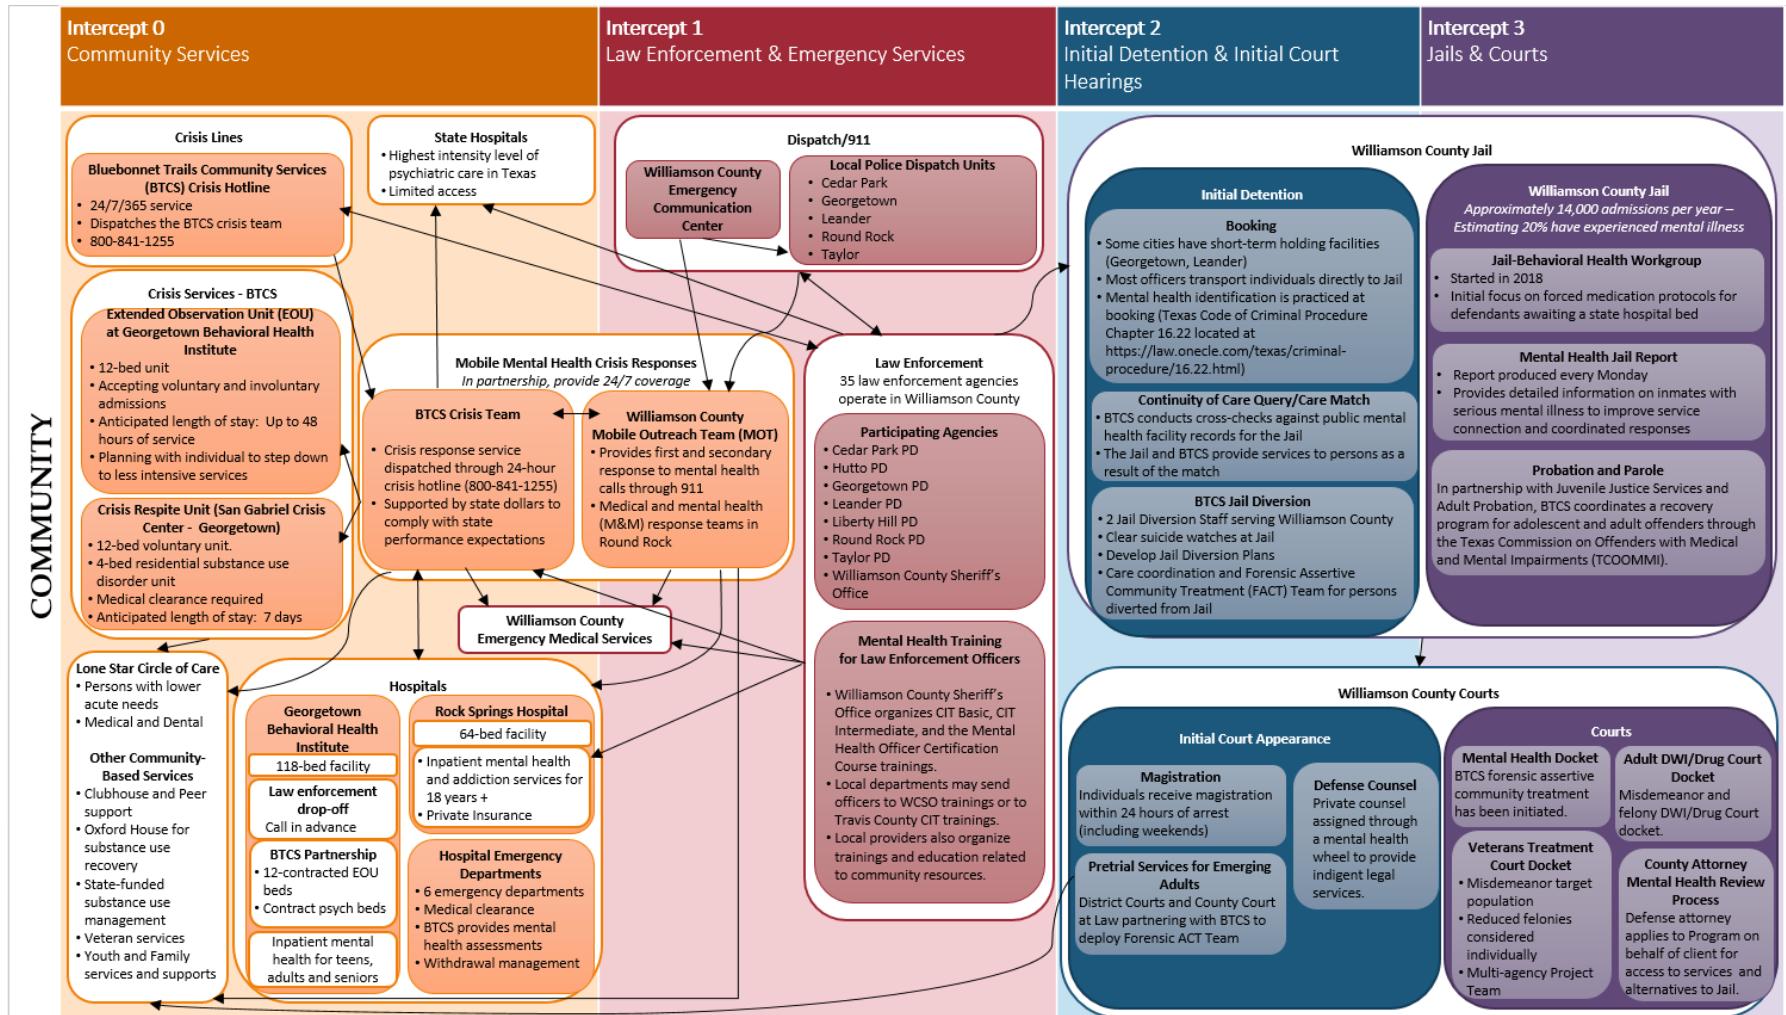 Intercept 0
Community Services
Intercept 1
Law Enforcement & Emergency Services
Intercept 2
Initial Detention & Initial Court
Hearings
Intercept 3
Jails & Courts
COMMUNITY
Crisis Lines
Bluebonnet Trails Community Services
(BTCS) Crisis Hotline
• 24/7/365 service
• Dispatches the BTCS crisis team
• 800-841-1255
State Hospitals
• Highest intensity level of
psychiatric care in Texas
• Limited access
Crisis Services - BTCS
Extended Observation Unit (EOU)
at Georgetown Behavioral Health
Institute
• 12-bed unit
• Accepting voluntary and involuntary
admissions
• Anticipated length of stay: Up to 48
hours of service
• Planning with individual to step down
to less intensive services
Crisis Respite Unit (San Gabriel Crisis
Center - Georgetown)
• 12-bed voluntary unit.
• 4-bed residential substance use
disorder unit
• Medical clearance required
• Anticipated length of stay: 7 days
Mobile Mental Health Crisis Responses
In partnership, provide 24/7 coverage
BTCS Crisis Team
• Crisis response service
dispatched through 24-hour
crisis hotline (800-841-1255)
• Supported by state dollars to
comply with state
performance expectations
Williamson County
Mobile Outreach Team (MOT)
• Provides first and secondary
response to mental health
calls through 911
• Medical and mental health
(M&M) response teams in
Round Rock
Williamson County
Emergency Medical Services
Lone Star Circle of Care
• Persons with lower
acute needs
• Medical and Dental
Other Community-
Based Services
• Clubhouse and Peer
support
• Oxford House for
substance use
recovery
• State-funded
substance use
management
• Veteran services
• Youth and Family
services and supports
Hospitals
Georgetown
Behavioral Health
Institute
118-bed facility
Law enforcement
drop-off
Call in advance
BTCS Partnership
• 12-contracted EOU
beds
• Contract psych beds
Inpatient mental
health for teens,
adults and seniors
Rock Springs Hospital
64-bed facility
• Inpatient mental health
and addiction services for
18 years +
• Private Insurance
Hospital Emergency
Departments
• 6 emergency departments
• Medical clearance
• BTCS provides mental
health assessments
• Withdrawal management
Dispatch/911
Williamson County
Emergency
Communication
Center
Local Police Dispatch Units
• Cedar Park
• Georgetown
• Leander
• Round Rock
• Taylor
Law Enforcement
35 law enforcement agencies
operate in Williamson County
Participating Agencies
• Cedar Park PD
• Hutto PD
• Georgetown PD
• Leander PD
• Liberty Hill PD
• Round Rock PD
• Taylor PD
• Williamson County Sheriff's
Office
Mental Health Training
for Law Enforcement Officers
• Williamson County Sheriff's
Office organizes CIT Basic, CIT
Intermediate, and the Mental
Health Officer Certification
Course trainings.
• Local departments may send
officers to WCSO trainings or to
Travis County CIT trainings.
• Local providers also organize
trainings and education related
to community resources.
Williamson County Jail
Initial Detention
Booking
• Some cities have short-term holding facilities
(Georgetown, Leander)
• Most officers transport individuals directly to Jail
• Mental health identification is practiced at
booking (Texas Code of Criminal Procedure
Chapter 16.22 located at
https://law.onecle.com/texas/criminal-
procedure/16.22.html)
Continuity of Care Query/Care Match
• BTCS conducts cross-checks against public mental
health facility records for the Jail
• The Jail and BTCS provide services to persons as a
result of the match
BTCS Jail Diversion
• 2 Jail Diversion Staff serving Williamson County
• Clear suicide watches at Jail
• Develop Jail Diversion Plans
• Care coordination and Forensic Assertive
Community Treatment (FACT) Team for persons
diverted from Jail
Williamson County Jail
Approximately 14,000 admissions per year –
Estimating 20% have experienced mental illness
Jail-Behavioral Health Workgroup
• Started in 2018
• Initial focus on forced medication protocols for
defendants awaiting a state hospital bed
Mental Health Jail Report
• Report produced every Monday
• Provides detailed information on inmates with
serious mental illness to improve service
connection and coordinated responses
Probation and Parole
In partnership with Juvenile Justice Services and
Adult Probation, BTCS coordinates a recovery
program for adolescent and adult offenders through
the Texas Commission on Offenders with Medical
and Mental Impairments (TCOOMMI).
Williamson County Courts
Initial Court Appearance
Magistration
Individuals receive magistration
within 24 hours of arrest
(including weekends)
Pretrial Services for Emerging
Adults
District Courts and County Court
at Law partnering with BTCS to
deploy Forensic ACT Team
Defense Counsel
Private counsel
assigned through
a mental health
wheel to provide
indigent legal
services.
Courts
Mental Health Docket
BTCS forensic assertive
community treatment
has been initiated.
Adult DWI/Drug Court
Docket
Misdemeanor and
felony DWI/Drug Court
docket.
Veterans Treatment
Court Docket
• Misdemeanor target
population
• Reduced felonies
considered
individually
• Multi-agency Project
Team
County Attorney
Mental Health Review
Process
Defense attorney
applies to Program on
behalf of client for
access to services and
alternatives to Jail.